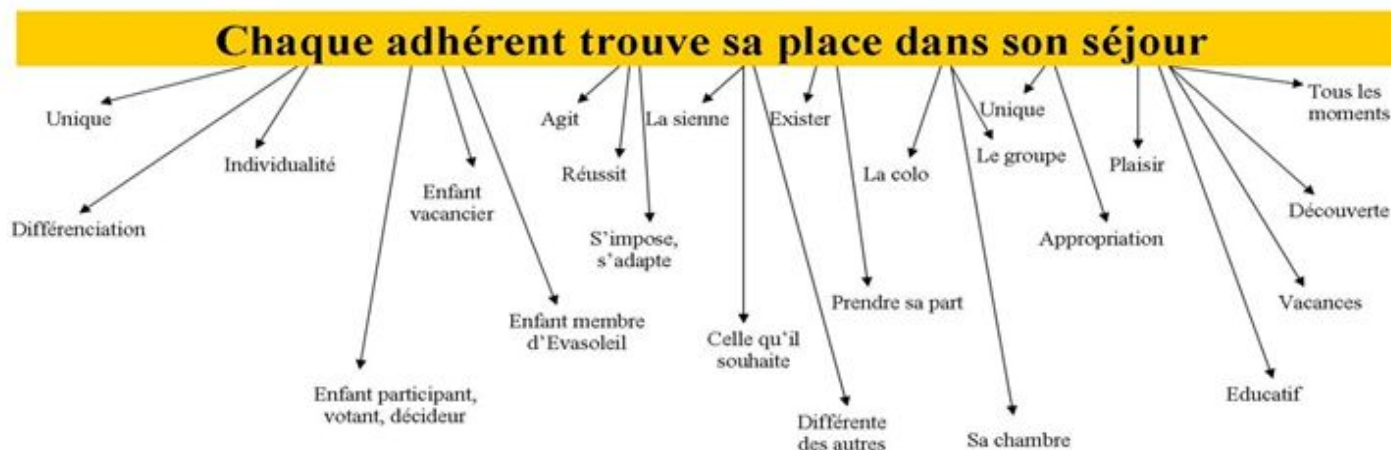 Chaque adhérent trouve sa place dans son séjour
Unique
Différenciation
Individualité
Enfant participant,
votant, décideur
Enfant
vacancier
Enfant membre
d'Evasoleil
Agit
Réussit
S'impose,
s'adapte
La sienne
Celle qu'il
souhaite
Différente
des autres
Exister
Prendre sa part
La colo
Sa chambre
Le groupe
Unique
Appropriation
Plaisir
Educatif
Vacances
Découverte
Tous les
moments